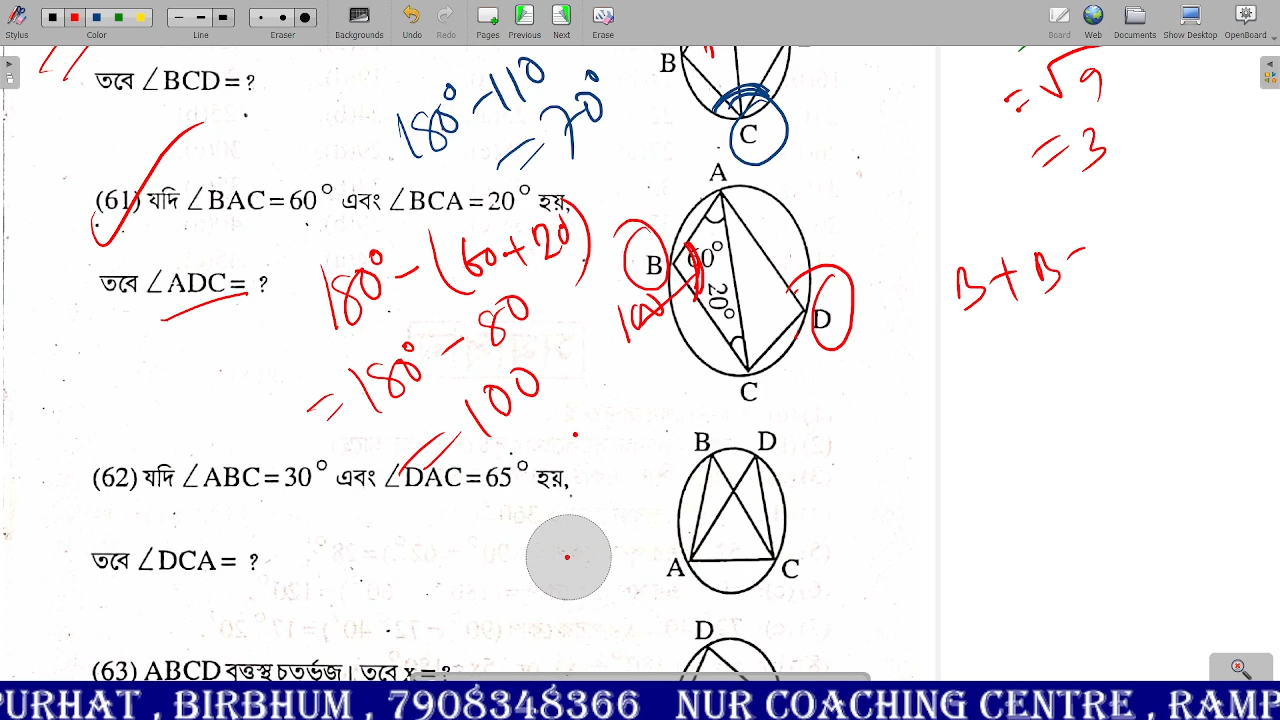 Stylus Color Line Eraser Backgrounds Undo Redo Pages Previous Next Erase Board Web Documents Show Desktop OpenBoard
তবে ∠BCD = ?
180° - 110
= 70°
B
C
= √9
= 3
(61) যদি ∠BAC = 60° এবং ∠BCA = 20° হয়,
তবে ∠ADC = ?
180° - (60 + 20)
= 180° - 80
= 100
A
B
60°
20°
100
D
C
B + B -
(62) যদি ∠ABC = 30° এবং ∠DAC = 65° হয়,
তবে ∠DCA = ?
B D
A C
D
(63) ABCD বৃত্তস্থ চতুর্ভূজ। তবে x = ?
PURHAT , BIRBHUM , 7908348366 NUR COACHING CENTRE , RAMP